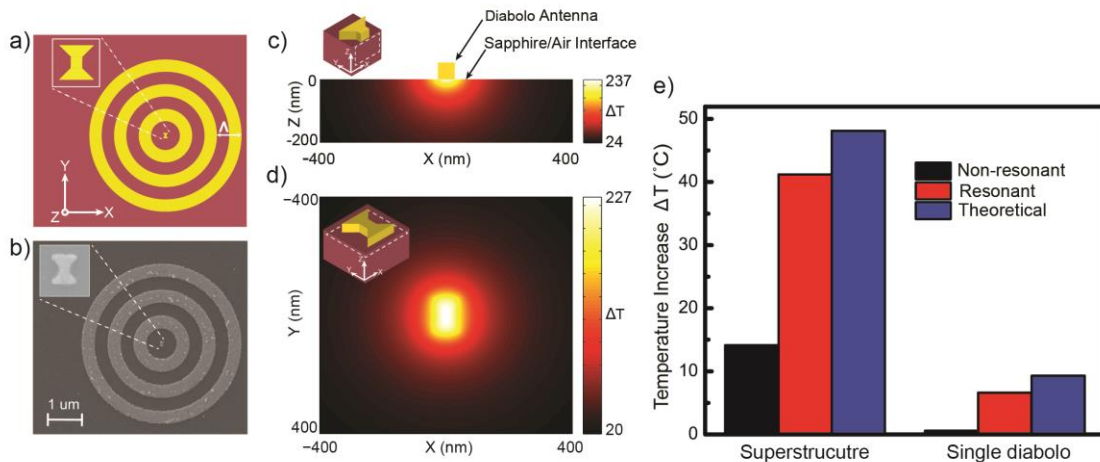 a)
Λ
Y
Z
X
b)
1 um
c)
Diabolo Antenna
Sapphire/Air Interface
Z
Y
X
Z (nm)
0
-200
−400
X (nm)
400
237
ΔT
24
d)
−400
Z
Y
X
Y (nm)
400
−400
X (nm)
400
227
ΔT
20
e)
Temperature Increase ΔT (°C)
50
40
50
20
10
0
Non-resonant
Resonant
Theoretical
Superstrucutre
Single diabolo